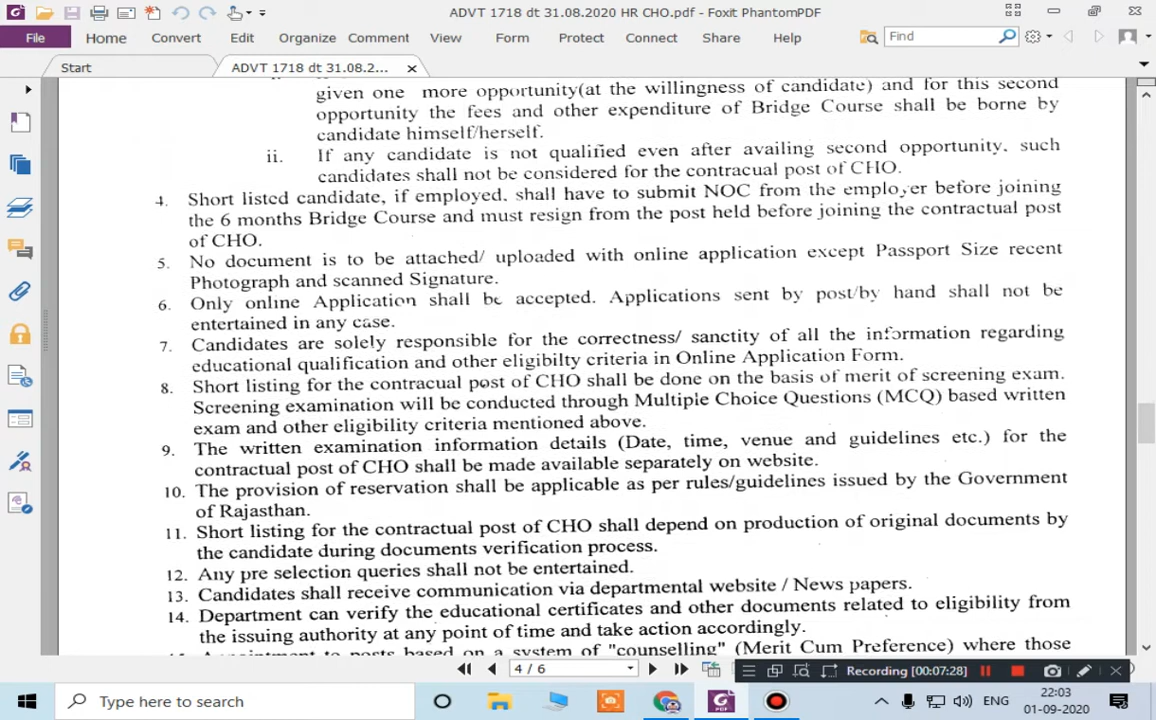 ADVT 1718 dt 31.08.2020 HR CHO.pdf - Foxit PhantomPDF
File Home Convert Edit Organize Comment View Form Protect Connect Share Help Find
Start ADVT 1718 dt 31.08.2...
given one more opportunity(at the willingness of candidate) and for this second
opportunity the fees and other expenditure of Bridge Course shall be borne by
candidate himself/herself.
ii. If any candidate is not qualified even after availing second opportunity, such
candidates shall not be considered for the contracual post of CHO.
4. Short listed candidate, if employed, shall have to submit NOC from the employer before joining
the 6 months Bridge Course and must resign from the post held before joining the contractual post
of CHO.
5. No document is to be attached/ uploaded with online application except Passport Size recent
Photograph and scanned Signature.
6. Only online Application shall be accepted. Applications sent by post/by hand shall not be
entertained in any case.
7. Candidates are solely responsible for the correctness/ sanctity of all the information regarding
educational qualification and other eligibilty criteria in Online Application Form.
8. Short listing for the contracual post of CHO shall be done on the basis of merit of screening exam.
Screening examination will be conducted through Multiple Choice Questions (MCQ) based written
exam and other eligibility criteria mentioned above.
9. The written examination information details (Date, time, venue and guidelines etc.) for the
contractual post of CHO shall be made available separately on website.
10. The provision of reservation shall be applicable as per rules/guidelines issued by the Government
of Rajasthan.
11. Short listing for the contractual post of CHO shall depend on production of original documents by
the candidate during documents verification process.
12. Any pre selection queries shall not be entertained.
13. Candidates shall receive communication via departmental website / News papers.
14. Department can verify the educational certificates and other documents related to eligibility from
the issuing authority at any point of time and take action accordingly.
Appointment to posts based on a system of "counselling" (Merit Cum Preference) where those
4 / 6
Recording [00:07:28]
Type here to search
ENG
22:03
01-09-2020